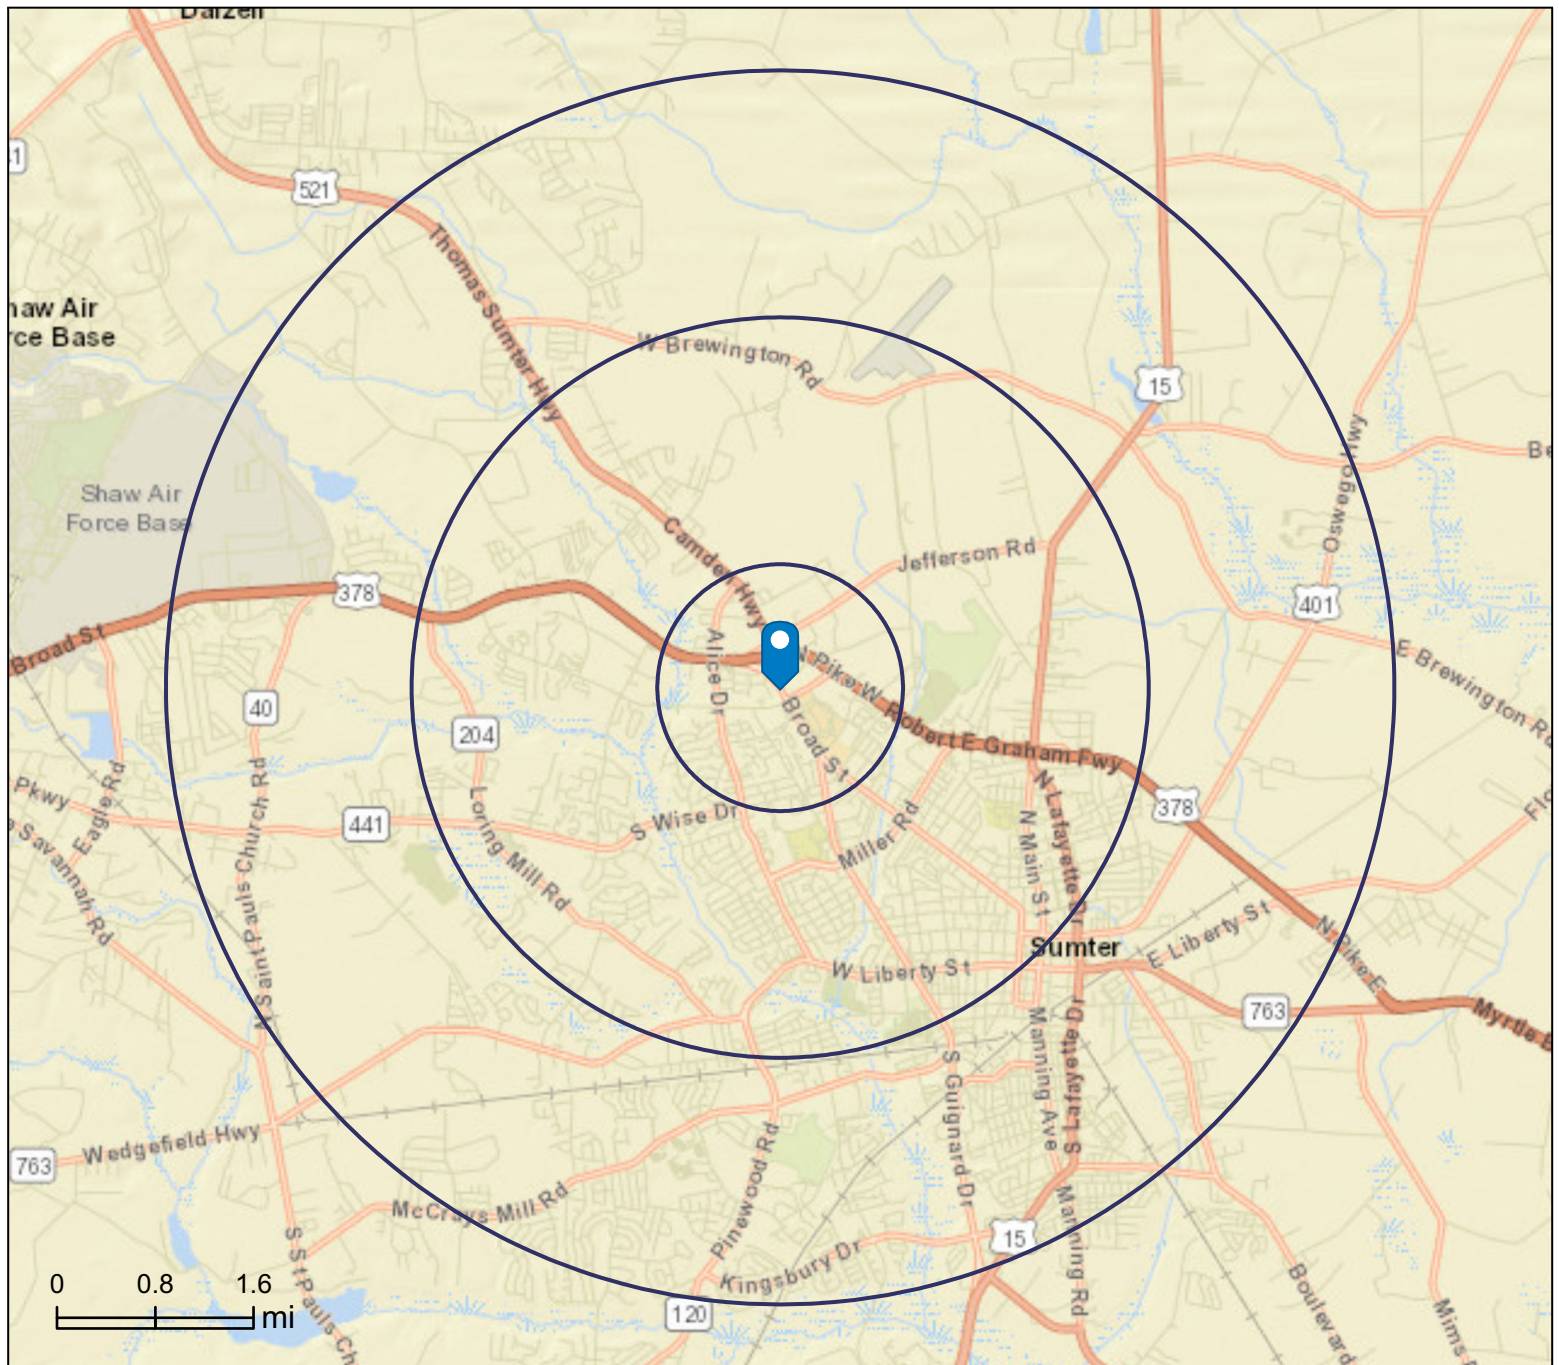 Dalzell
521
Thomas Sumter Hwy
haw Air
rce Base
W Brewington Rd
15
Shaw Air
Force Base
Oswego Hwy
Camden Hwy
Jefferson Rd
378
401
Broad St
Alice Dr
N Pike W
Robert E Graham Fwy
E Brewington Rd
40
204
Broad St
Pkwy
Eagle Rd
441
N Saint Pauls Church Rd
Loring Mill Rd
S Wise Dr
Miller Rd
N Main St
N Lafayette Dr
378
Savannah Rd
Sumter
E Liberty St
N Pike E
W Liberty St
763
Myrtle B
Manning Ave
S Lafayette Dr
S Guignard Dr
763
Wedgefield Hwy
McCrays Mill Rd
Pinewood Rd
Kingsbury Dr
15
Manning Rd
Boulevard
Mims
S St Pauls Ch
120
0 0.8 1.6
mi